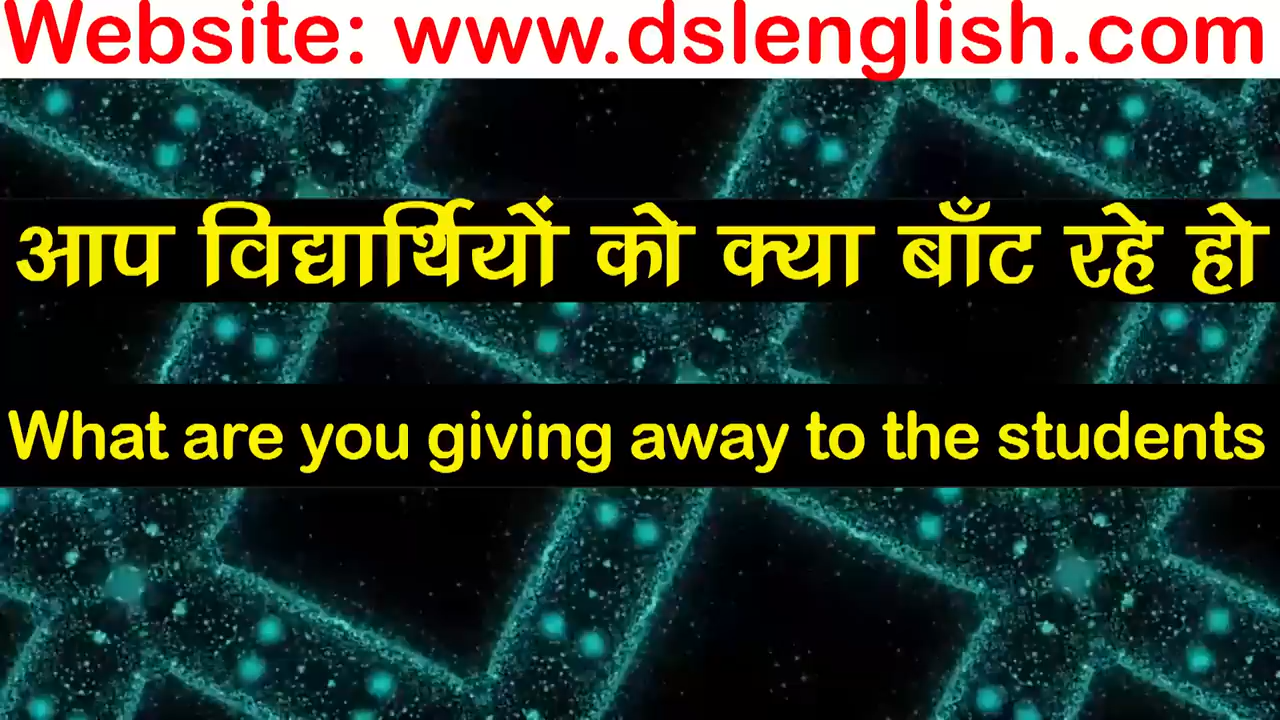 Website: www.dslenglish.com
आप विद्यार्थियों को क्या बाँट रहे हो
What are you giving away to the students